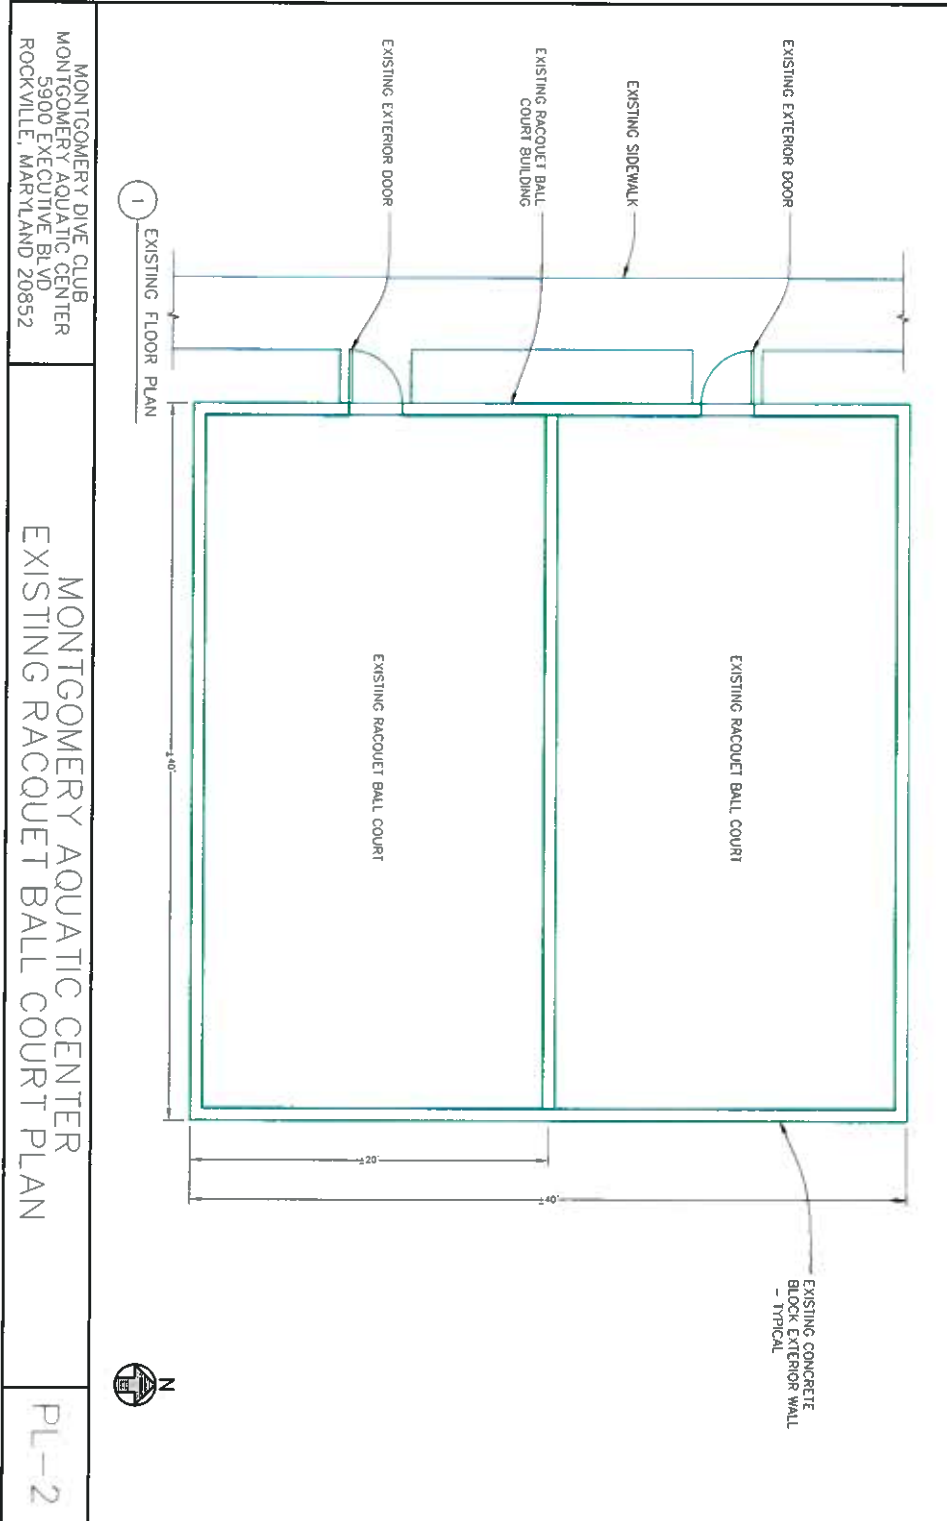 EXISTING EXTERIOR DOOR
EXISTING SIDEWALK
EXISTING RACQUET BALL
COURT BUILDING
EXISTING EXTERIOR DOOR
EXISTING RACQUET BALL COURT
EXISTING RACQUET BALL COURT
EXISTING CONCRETE
BLOCK EXTERIOR WALL
- TYPICAL
±20'
±40'
±40'
1
EXISTING FLOOR PLAN
N
MONTGOMERY DIVE CLUB
MONTGOMERY AQUATIC CENTER
5900 EXECUTIVE BLVD
ROCKVILLE, MARYLAND 20852
MONTGOMERY AQUATIC CENTER
EXISTING RACQUET BALL COURT PLAN
PL-2